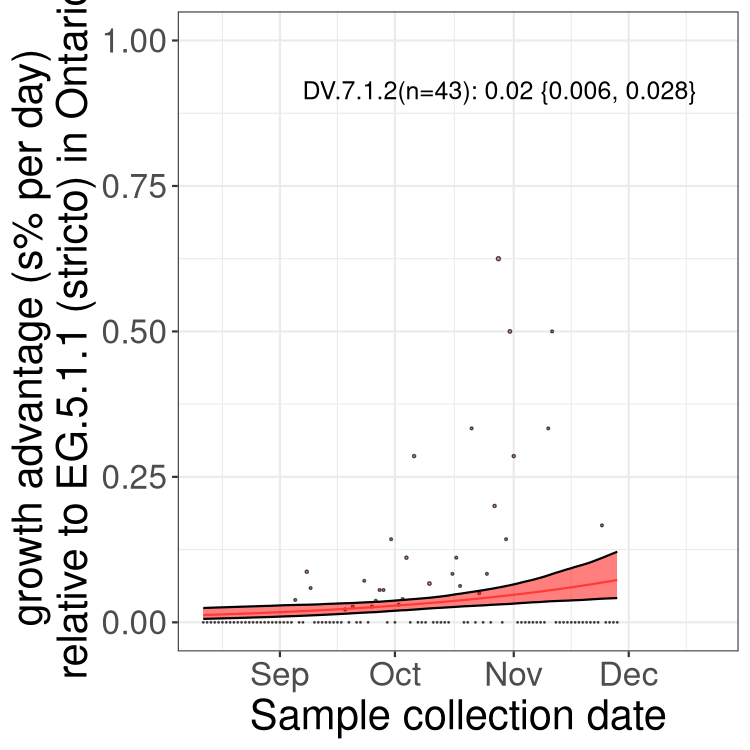 growth advantage (s% per day)
relative to EG.5.1.1 (stricto) in Ontario
1.00
0.75
0.50
0.25
0.00
DV.7.1.2(n=43): 0.02 {0.006, 0.028}
Sep Oct Nov Dec
Sample collection date